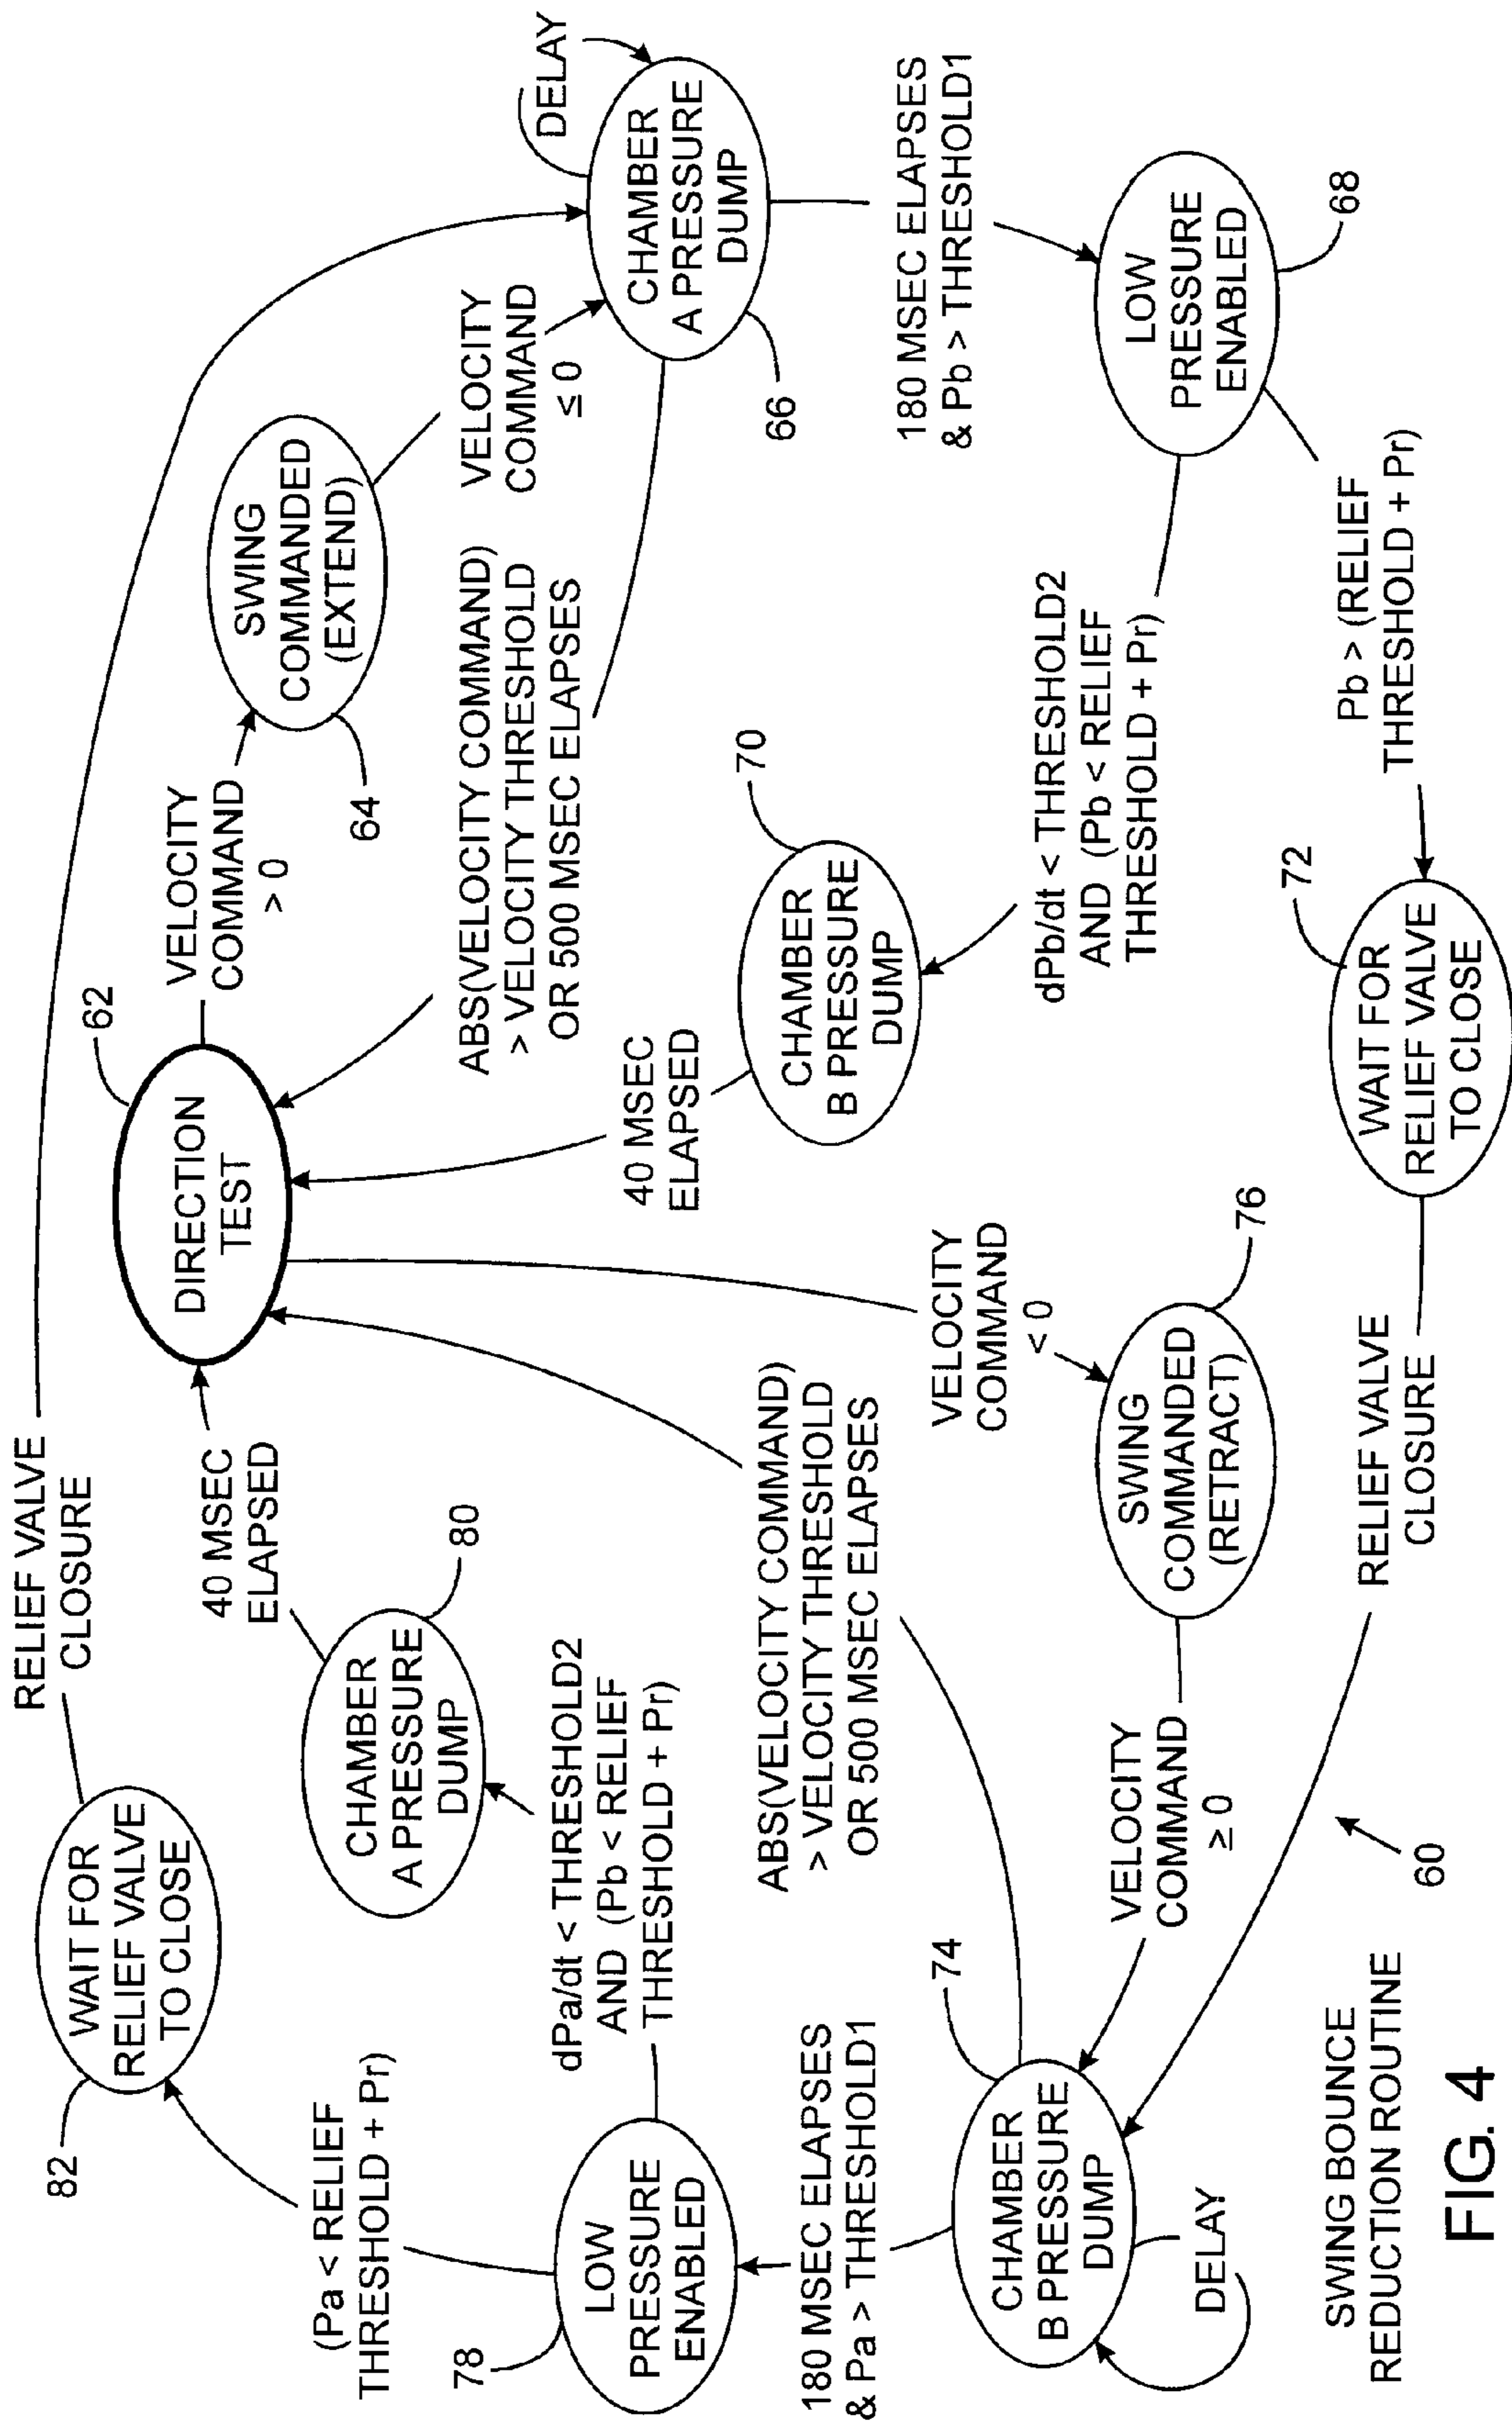 RELIEF VALVE
CLOSURE
82
WAIT FOR
RELIEF VALVE
TO CLOSE
(Pa < RELIEF
THRESHOLD + Pr)
78
LOW
PRESSURE
ENABLED
dPa/dt < THRESHOLD2
AND (Pb < RELIEF
THRESHOLD + Pr)
CHAMBER
A PRESSURE
DUMP
80
40 MSEC
ELAPSED
62
DIRECTION
TEST
VELOCITY
COMMAND
> 0
64
SWING
COMMANDED
(EXTEND)
VELOCITY
COMMAND
≤ 0
DELAY
CHAMBER
A PRESSURE
DUMP
66
ABS(VELOCITY COMMAND)
> VELOCITY THRESHOLD
OR 500 MSEC ELAPSES
180 MSEC ELAPSES
& Pb > THRESHOLD1
LOW
PRESSURE
ENABLED
68
dPb/dt < THRESHOLD2
AND (Pb < RELIEF
THRESHOLD + Pr)
70
CHAMBER
B PRESSURE
DUMP
40 MSEC
ELAPSED
Pb > (RELIEF
THRESHOLD + Pr)
72
WAIT FOR
RELIEF VALVE
TO CLOSE
RELIEF VALVE
CLOSURE
VELOCITY
COMMAND
< 0
76
SWING
COMMANDED
(RETRACT)
VELOCITY
COMMAND
≥ 0
ABS(VELOCITY COMMAND)
> VELOCITY THRESHOLD
OR 500 MSEC ELAPSES
74
CHAMBER
B PRESSURE
DUMP
DELAY
180 MSEC ELAPSES
& Pa > THRESHOLD1
60
SWING BOUNCE
REDUCTION ROUTINE
FIG. 4